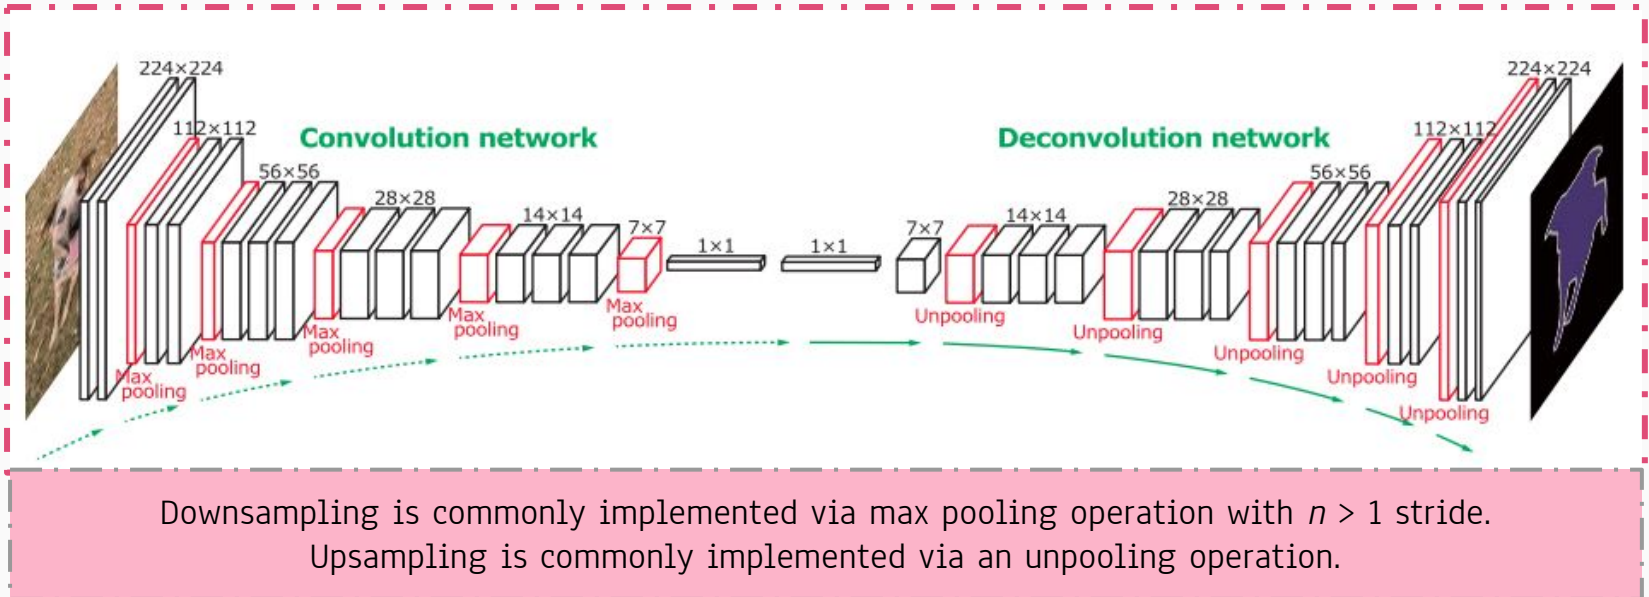 224×224
112×112
Convolution network
56×56
28×28
14×14
7×7
1×1
1×1
7×7
14×14
28×28
Deconvolution network
56×56
112×112
224×224
Max
pooling
Max
pooling
Max
pooling
Max
pooling
Max
pooling
Unpooling
Unpooling
Unpooling
Unpooling
Unpooling
Downsampling is commonly implemented via max pooling operation with n > 1 stride.
Upsampling is commonly implemented via an unpooling operation.